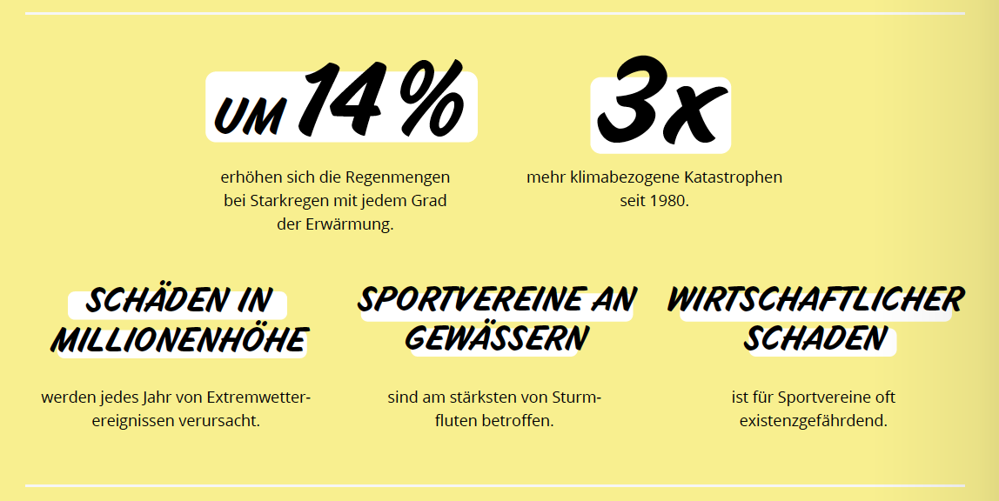 UM 14 %
erhöhen sich die Regenmengen
bei Starkregen mit jedem Grad
der Erwärmung.
3x
mehr klimabezogene Katastrophen
seit 1980.
SCHÄDEN IN
MILLIONENHÖHE
werden jedes Jahr von Extremwetter-
ereignissen verursacht.
SPORTVEREINE AN
GEWÄSSERN
sind am stärksten von Sturm-
fluten betroffen.
WIRTSCHAFTLICHER
SCHADEN
ist für Sportvereine oft
existenzgefährdend.